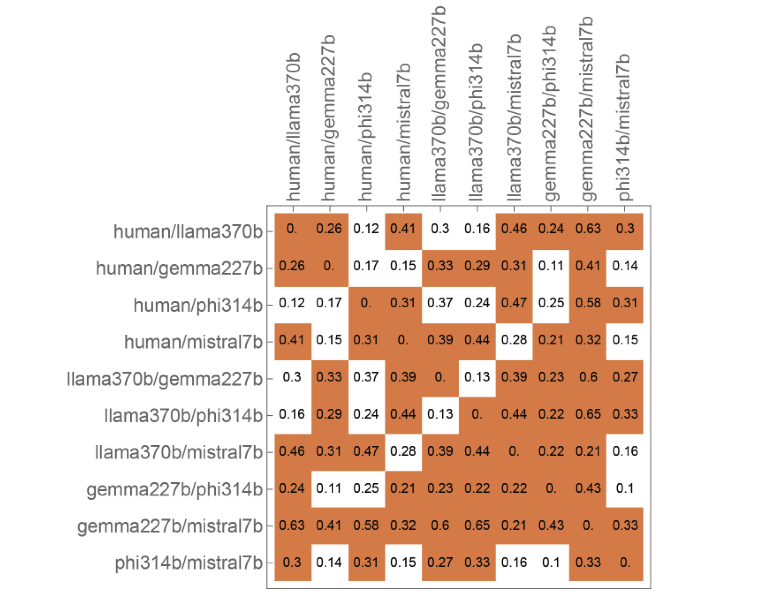 human/llama370b
human/gemma227b
human/phi314b
human/mistral7b
llama370b/gemma227b
llama370b/phi314b
llama370b/mistral7b
gemma227b/phi314b
gemma227b/mistral7b
phi314b/mistral7b
human/llama370b 0. 0.26 0.12 0.41 0.3 0.16 0.46 0.24 0.63 0.3
human/gemma227b 0.26 0. 0.17 0.15 0.33 0.29 0.31 0.11 0.41 0.14
human/phi314b 0.12 0.17 0. 0.31 0.37 0.24 0.47 0.25 0.58 0.31
human/mistral7b 0.41 0.15 0.31 0. 0.39 0.44 0.28 0.21 0.32 0.15
llama370b/gemma227b 0.3 0.33 0.37 0.39 0. 0.13 0.39 0.23 0.6 0.27
llama370b/phi314b 0.16 0.29 0.24 0.44 0.13 0. 0.44 0.22 0.65 0.33
llama370b/mistral7b 0.46 0.31 0.47 0.28 0.39 0.44 0. 0.22 0.21 0.16
gemma227b/phi314b 0.24 0.11 0.25 0.21 0.23 0.22 0.22 0. 0.43 0.1
gemma227b/mistral7b 0.63 0.41 0.58 0.32 0.6 0.65 0.21 0.43 0. 0.33
phi314b/mistral7b 0.3 0.14 0.31 0.15 0.27 0.33 0.16 0.1 0.33 0.